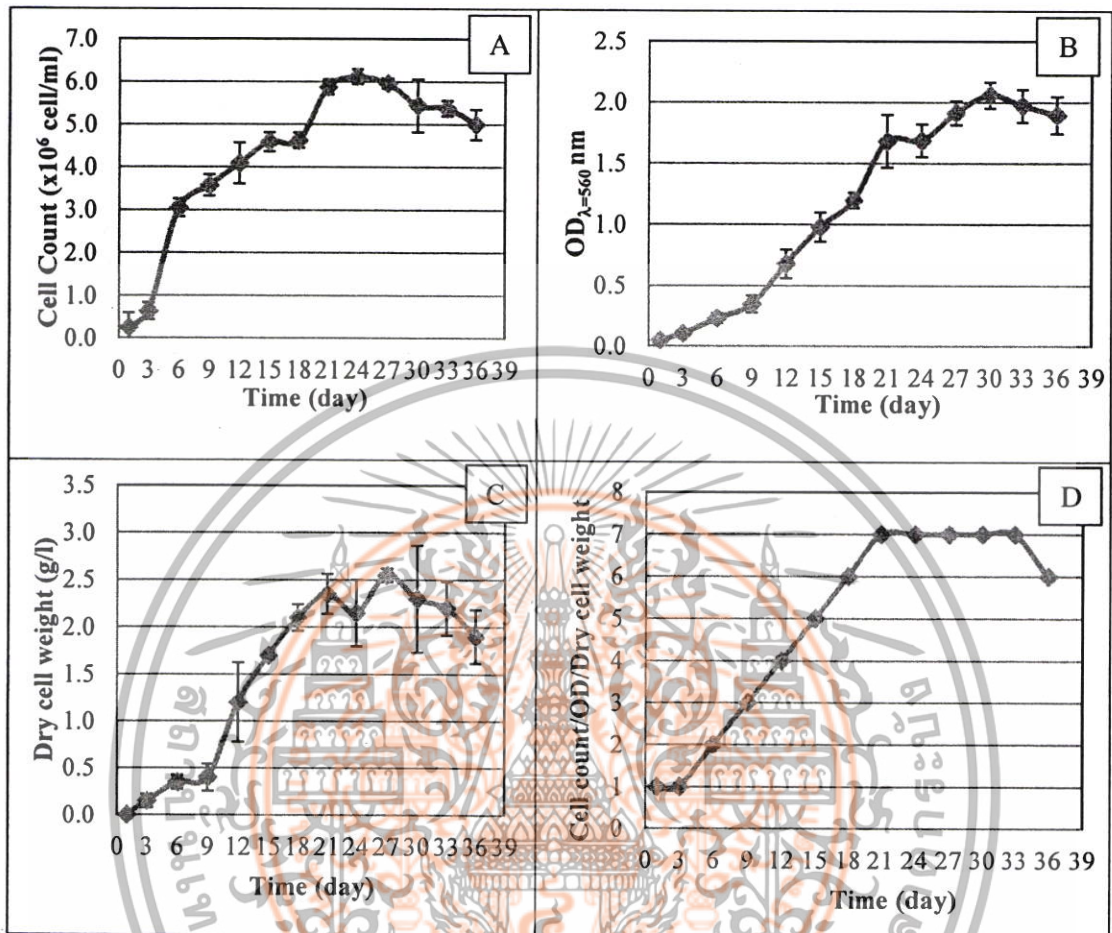 A
7.0
6.0
5.0
4.0
3.0
2.0
1.0
0.0
Cell Count (x10⁶ cell/ml)
0 3 6 9 12 15 18 21 24 27 30 33 36 39
Time (day)
B
2.5
2.0
1.5
1.0
0.5
0.0
OD λ=560 nm
0 3 6 9 12 15 18 21 24 27 30 33 36 39
Time (day)
C
3.5
3.0
2.5
2.0
1.5
1.0
0.5
0.0
Dry cell weight (g/l)
0 3 6 9 12 15 18 21 24 27 30 33 36 39
Time (day)
D
8
7
6
5
4
3
2
1
0
Cell count/OD/Dry cell weight
0 3 6 9 12 15 18 21 24 27 30 33 36 39
Time (day)